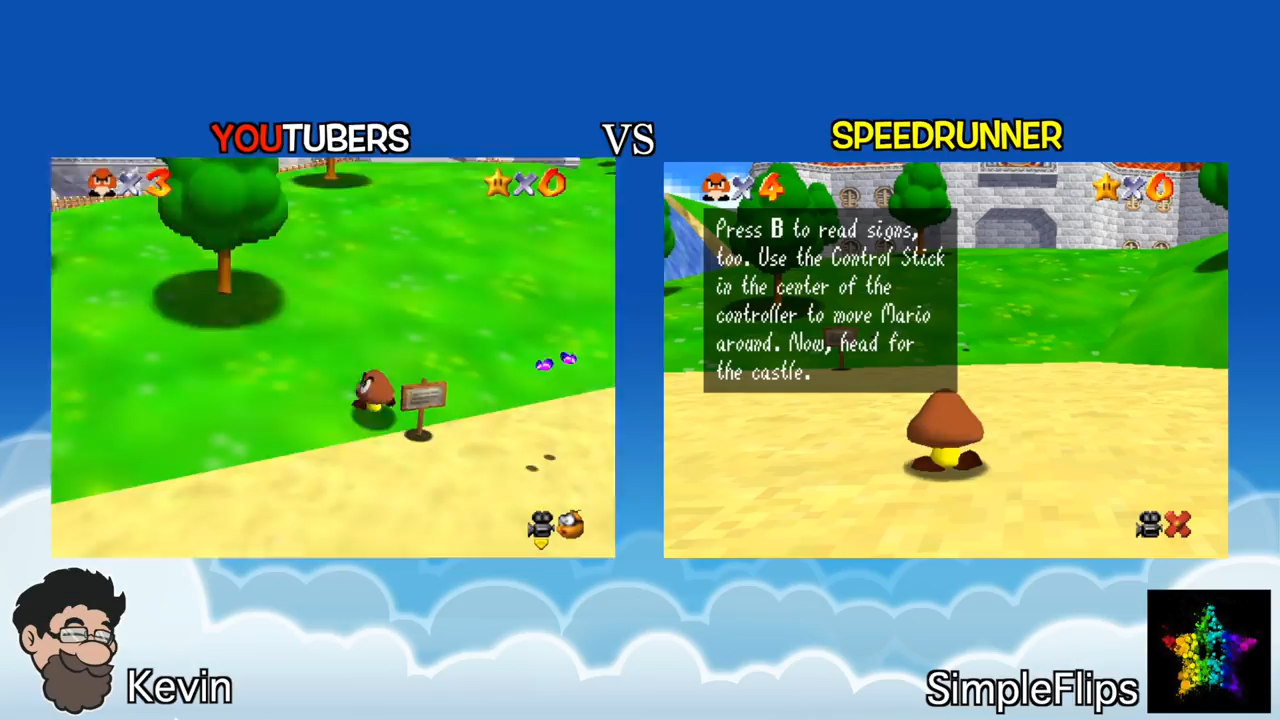 YOUTUBERS VS SPEEDRUNNER
× 3
× 0
× 4
× 0
Press B to read signs,
too. Use the Control Stick
in the center of the
controller to move Mario
around. Now, head for
the castle.
Kevin
SimpleFlips